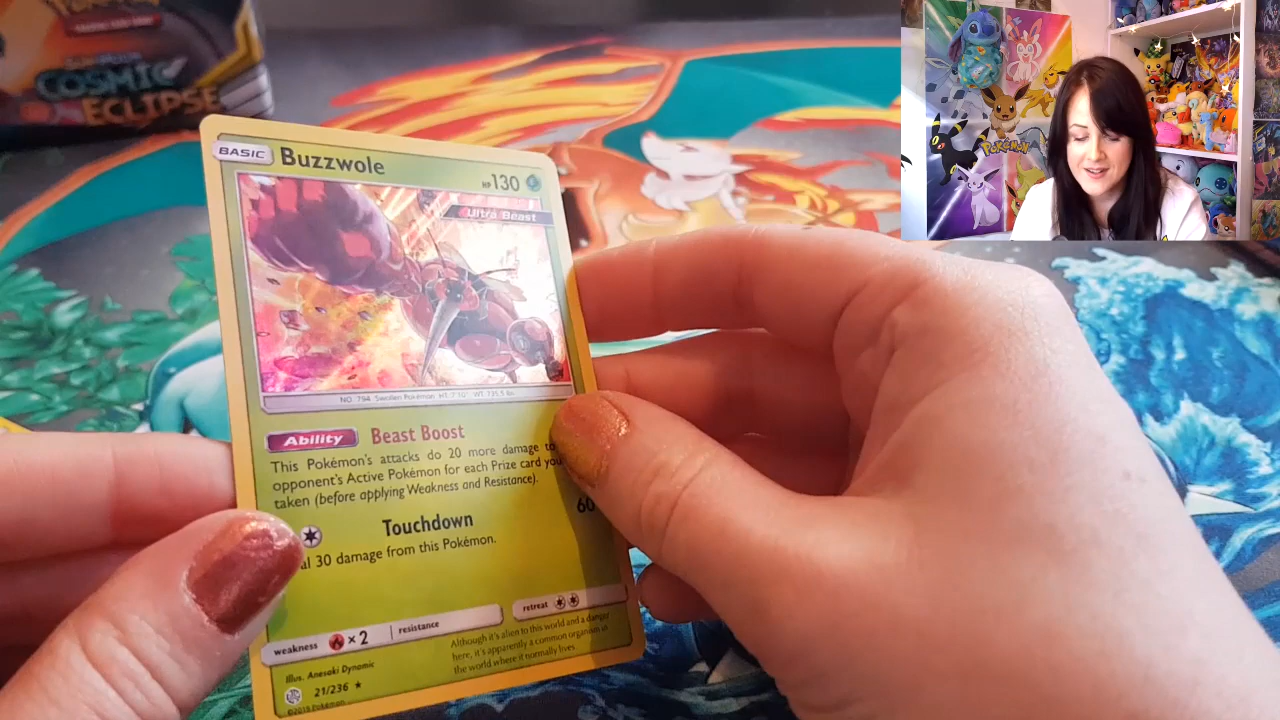 Pokémon
COSMIC
ECLIPSE
Pokémon
BASIC Buzzwole HP 130
Ultra Beast
NO. 794 Swollen Pokémon HT: 7'10" WT: 735.5 lbs.
Ability Beast Boost
This Pokémon's attacks do 20 more damage to
opponent's Active Pokémon for each Prize card you
taken (before applying Weakness and Resistance).
Touchdown 60
al 30 damage from this Pokémon.
weakness ×2 resistance retreat
Although it's alien to this world and a danger
here, it's apparently a common organism in
the world where it normally lives.
Illus. Anesaki Dynamic
21/236 ★
©2019 Pokémon